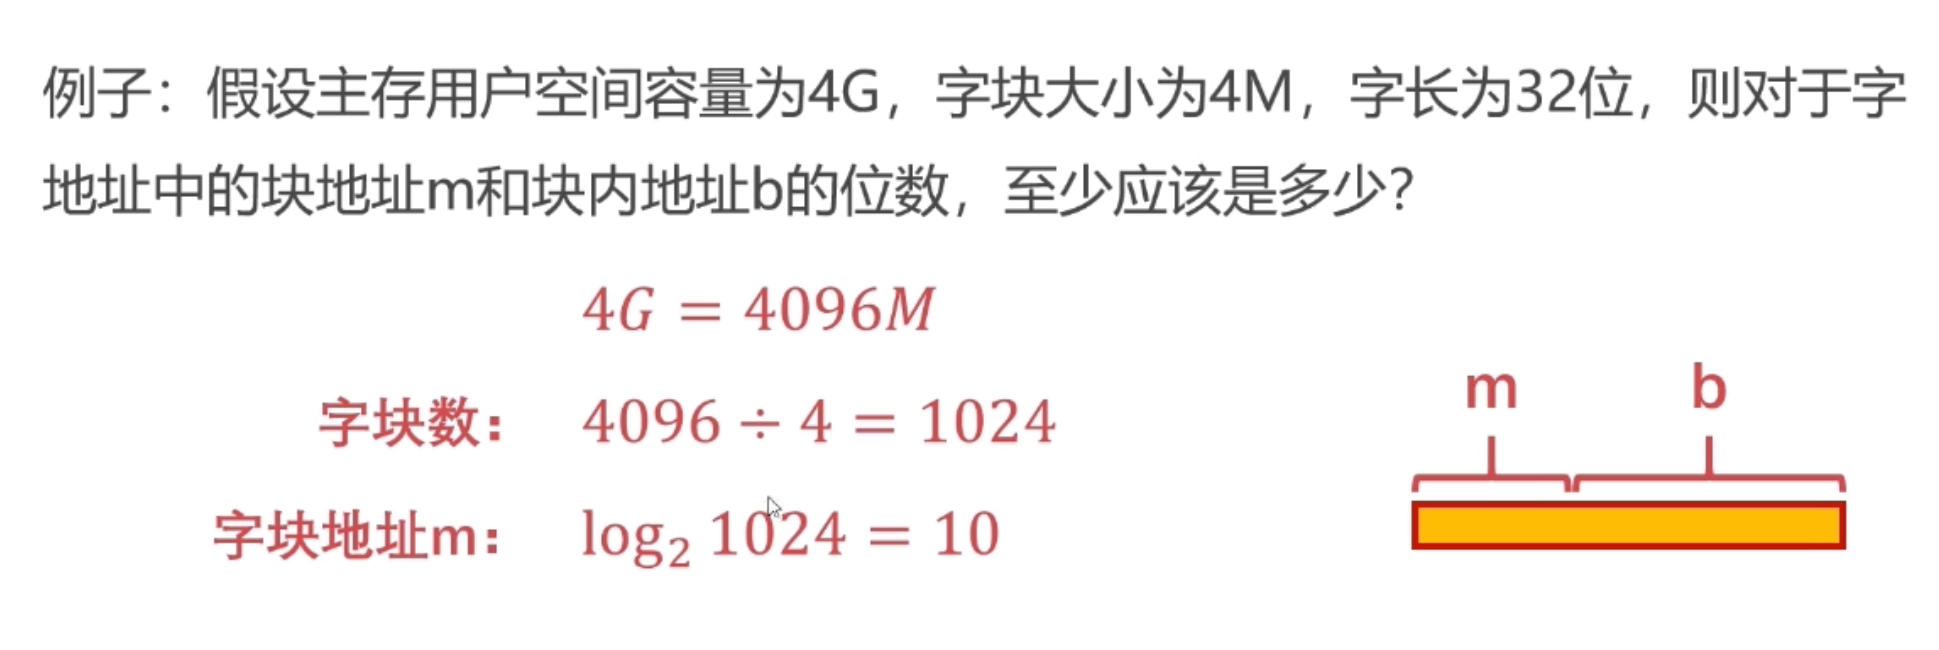 例子：假设主存用户空间容量为4G，字块大小为4M，字长为32位，则对于字
地址中的块地址m和块内地址b的位数，至少应该是多少？
4G = 4096M
字块数： 4096 ÷ 4 = 1024
字块地址m： log₂ 1024 = 10
m b